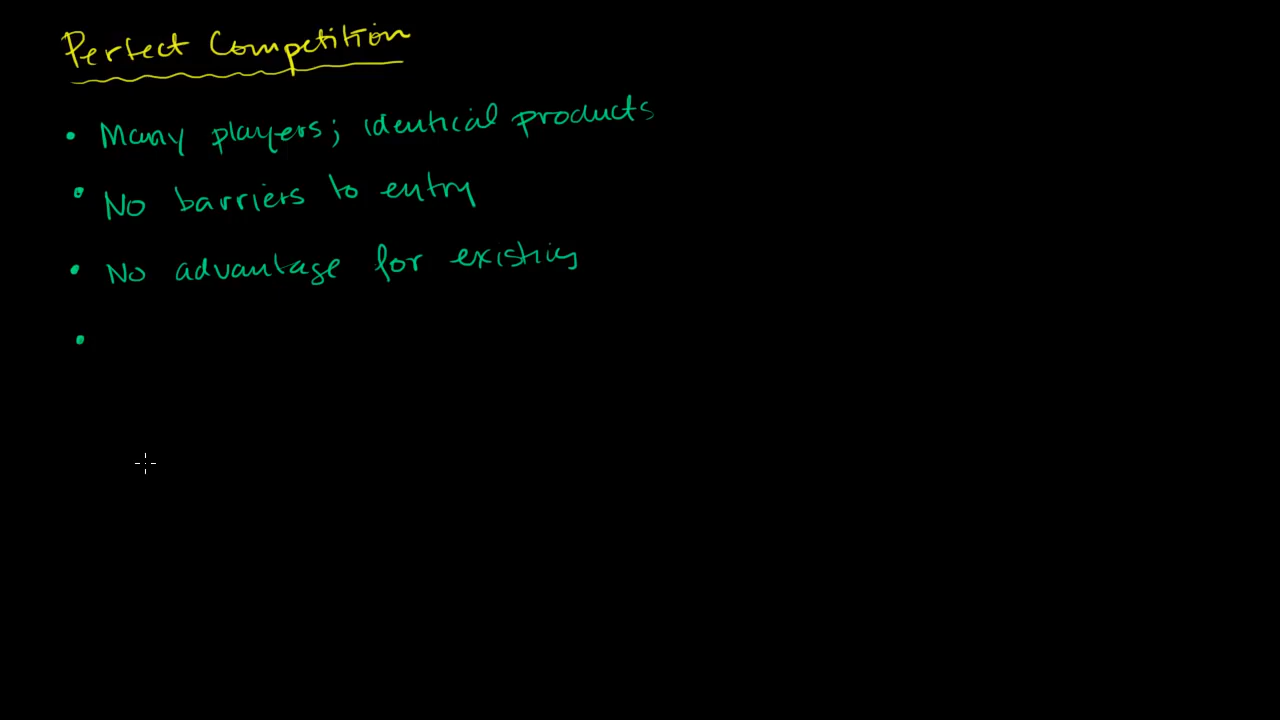 Perfect Competition
• Many players; identical products
• No barriers to entry
• No advantage for existing
•